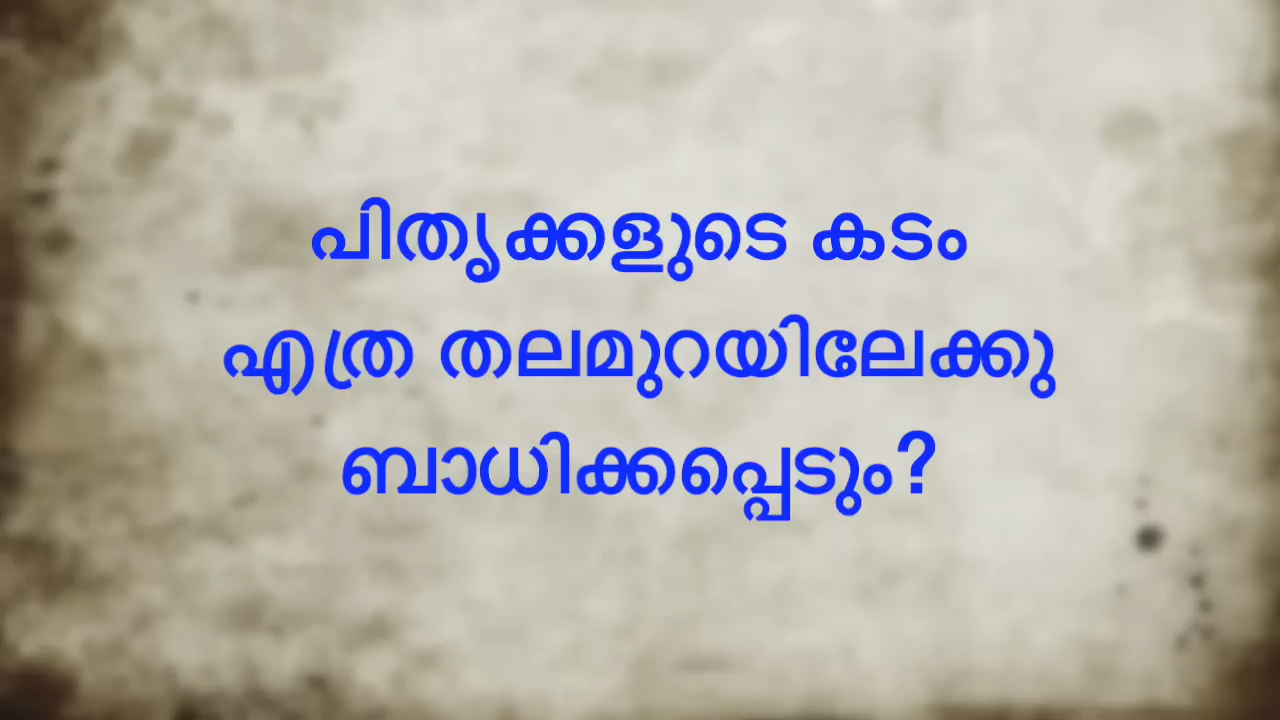 പിതൃക്കളുടെ കടം
എത്ര തലമുറയിലേക്കു
ബാധിക്കപ്പെടും?